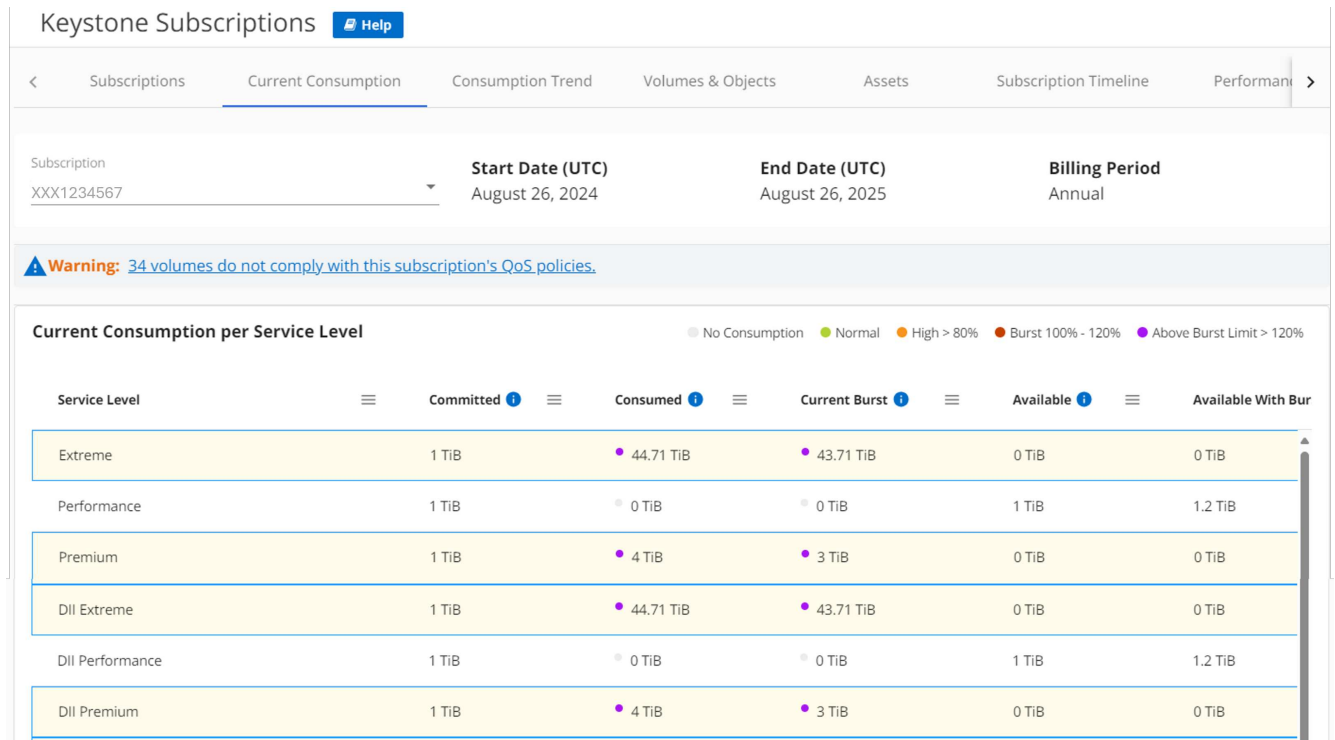 Keystone Subscriptions Help
Subscriptions Current Consumption Consumption Trend Volumes & Objects Assets Subscription Timeline
Subscription Start Date (UTC) End Date (UTC) Billing Period
XXX1234567 August 26, 2024 August 26, 2025 Annual
Warning: 34 volumes do not comply with this subscription's QoS policies.
Current Consumption per Service Level No Consumption Normal High > 80% Burst 100% - 120% Above Burst Limit > 120%
Service Level Committed Consumed Current Burst Available Available With Bur
Extreme 1 TiB 44.71 TiB 43.71 TiB 0 TiB 0 TiB
Performance 1 TiB 0 TiB 0 TiB 1 TiB 1.2 TiB
Premium 1 TiB 4 TiB 3 TiB 0 TiB 0 TiB
DII Extreme 1 TiB 44.71 TiB 43.71 TiB 0 TiB 0 TiB
DII Performance 1 TiB 0 TiB 0 TiB 1 TiB 1.2 TiB
DII Premium 1 TiB 4 TiB 3 TiB 0 TiB 0 TiB